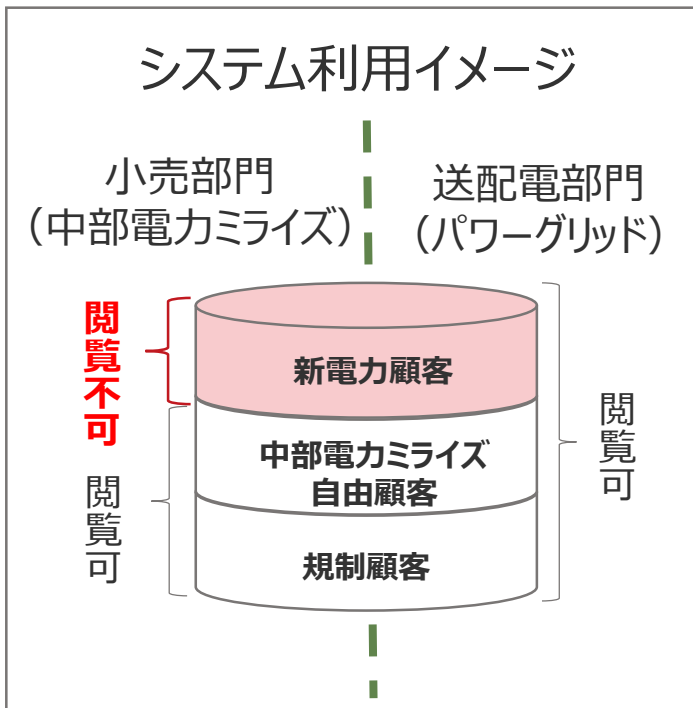 システム利用イメージ
小売部門
（中部電力ミライズ）
送配電部門
（パワーグリッド）
閲覧不可
新電力顧客
中部電力ミライズ
自由顧客
閲覧可
規制顧客
閲覧可